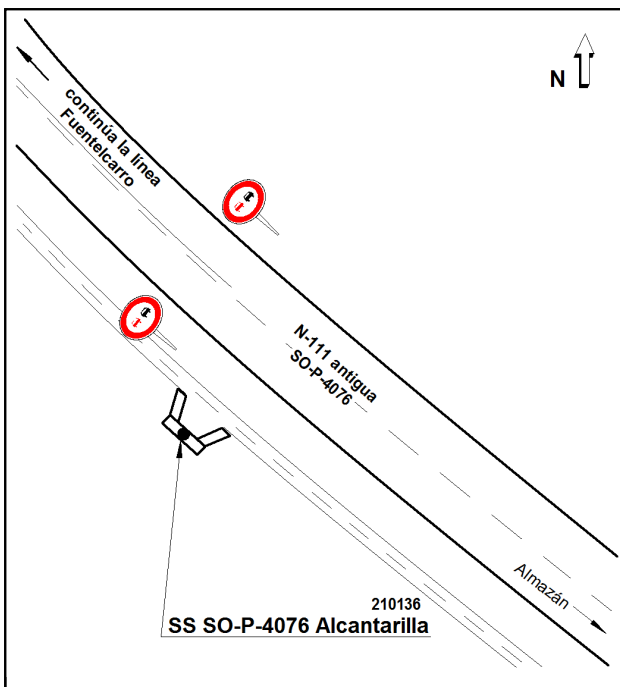 N
continúa la línea
Fuentelcarro
N-111 antigua
SO-P-4076
Almazán
210136
SS SO-P-4076 Alcantarilla